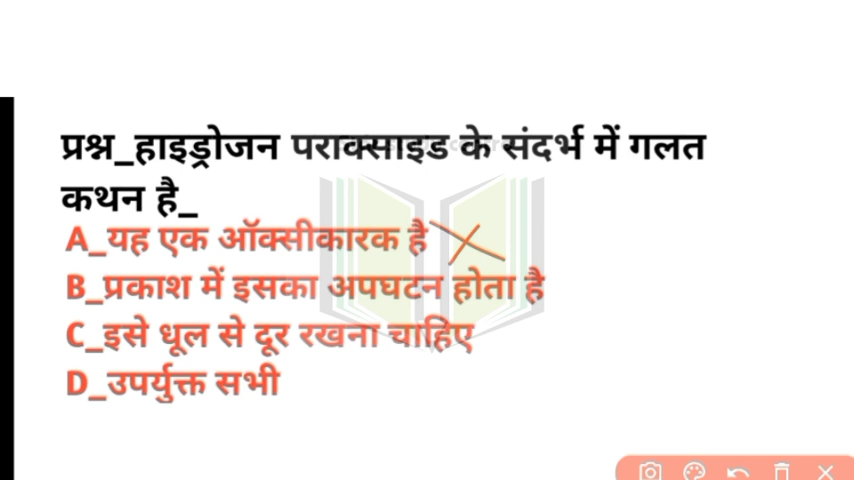 प्रश्न_हाइड्रोजन पराक्साइड के संदर्भ में गलत
कथन है_
A_यह एक ऑक्सीकारक है
B_प्रकाश में इसका अपघटन होता है
C_इसे धूल से दूर रखना चाहिए
D_उपर्युक्त सभी